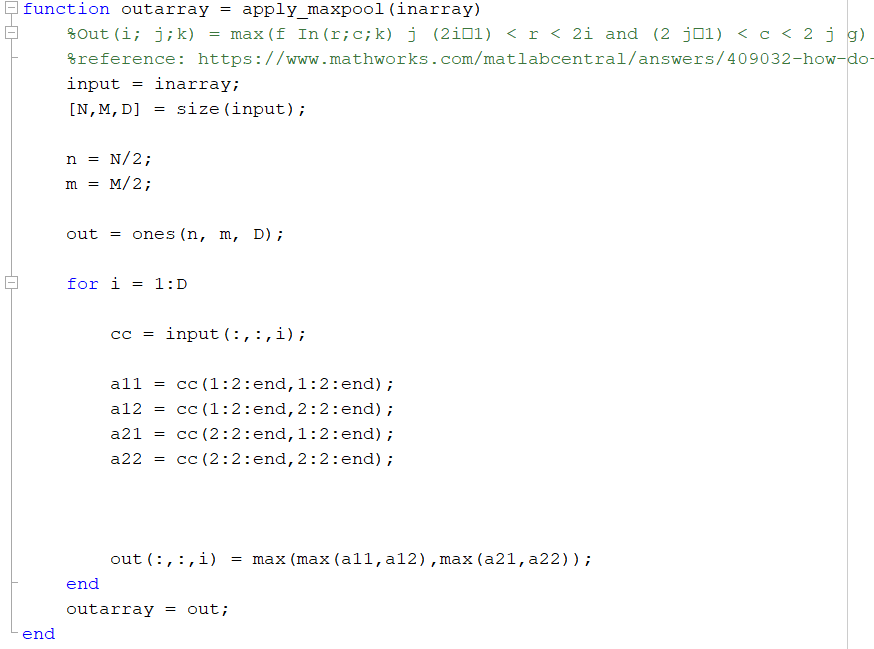 function outarray = apply_maxpool(inarray)
%Out(i; j;k) = max(f In(r;c;k) j (2i□1) < r < 2i and (2 j□1) < c < 2 j g)
%reference: https://www.mathworks.com/matlabcentral/answers/409032-how-do-
input = inarray;
[N,M,D] = size(input);
n = N/2;
m = M/2;
out = ones(n, m, D);
for i = 1:D
cc = input(:,:,i);
a11 = cc(1:2:end,1:2:end);
a12 = cc(1:2:end,2:2:end);
a21 = cc(2:2:end,1:2:end);
a22 = cc(2:2:end,2:2:end);
out(:,:,i) = max(max(a11,a12),max(a21,a22));
end
outarray = out;
end